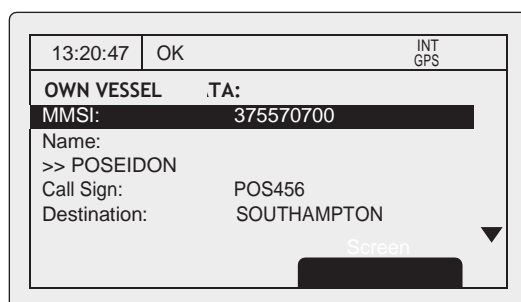 13:20:47 OK INT
GPS
OWN VESSEL TA:
MMSI: 375570700
Name:
>> POSEIDON
Call Sign: POS456
Destination: SOUTHAMPTON
Screen